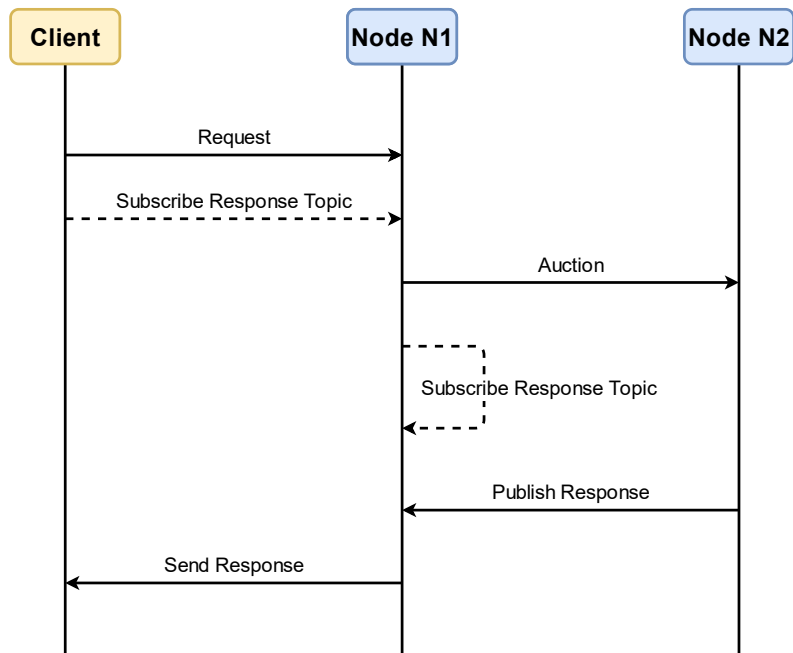 Client
Node N1
Node N2
Request
Subscribe Response Topic
Auction
Subscribe Response Topic
Publish Response
Send Response